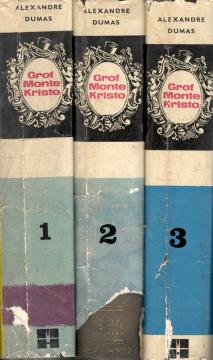 ALEXANDRE
DUMAS
Grof
Monte
Kristo
1
ALEXANDRE
DUMAS
Grof
Monte
Kristo
2
ALEXANDRE
DUMAS
Grof
Monte
Kristo
3